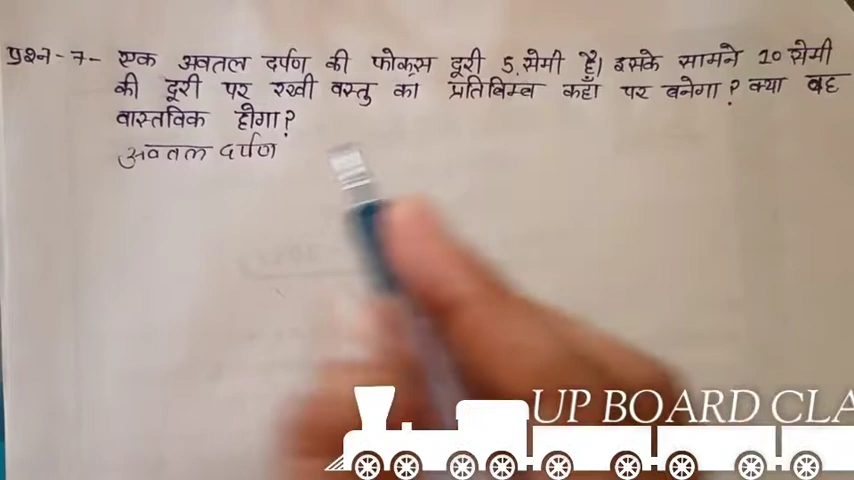 प्रश्न-7- एक अवतल दर्पण की फोकस दूरी 5 सेमी है। इसके सामने 10 सेमी
की दूरी पर रखी वस्तु का प्रतिबिम्ब कहाँ पर बनेगा? क्या वह
वास्तविक होगा?
अवतल दर्पण
UP BOARD CLA